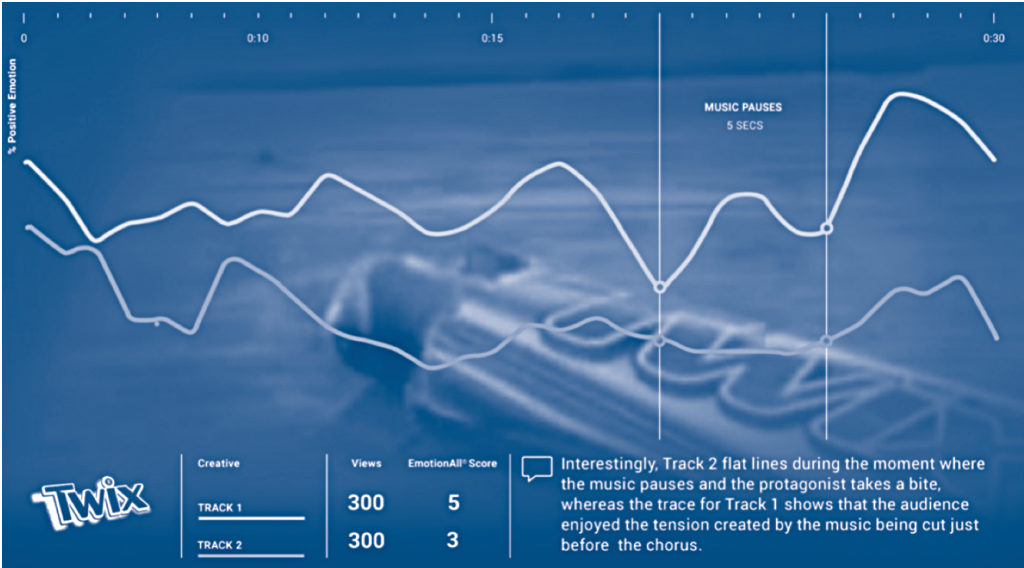 0
0:10
0:15
0:30
% Positive Emotion
MUSIC PAUSES
5 SECS
TWIX
Creative
Views
EmotionAll® Score
TRACK 1
300
5
TRACK 2
300
3
Interestingly, Track 2 flat lines during the moment where
the music pauses and the protagonist takes a bite,
whereas the trace for Track 1 shows that the audience
enjoyed the tension created by the music being cut just
before the chorus.